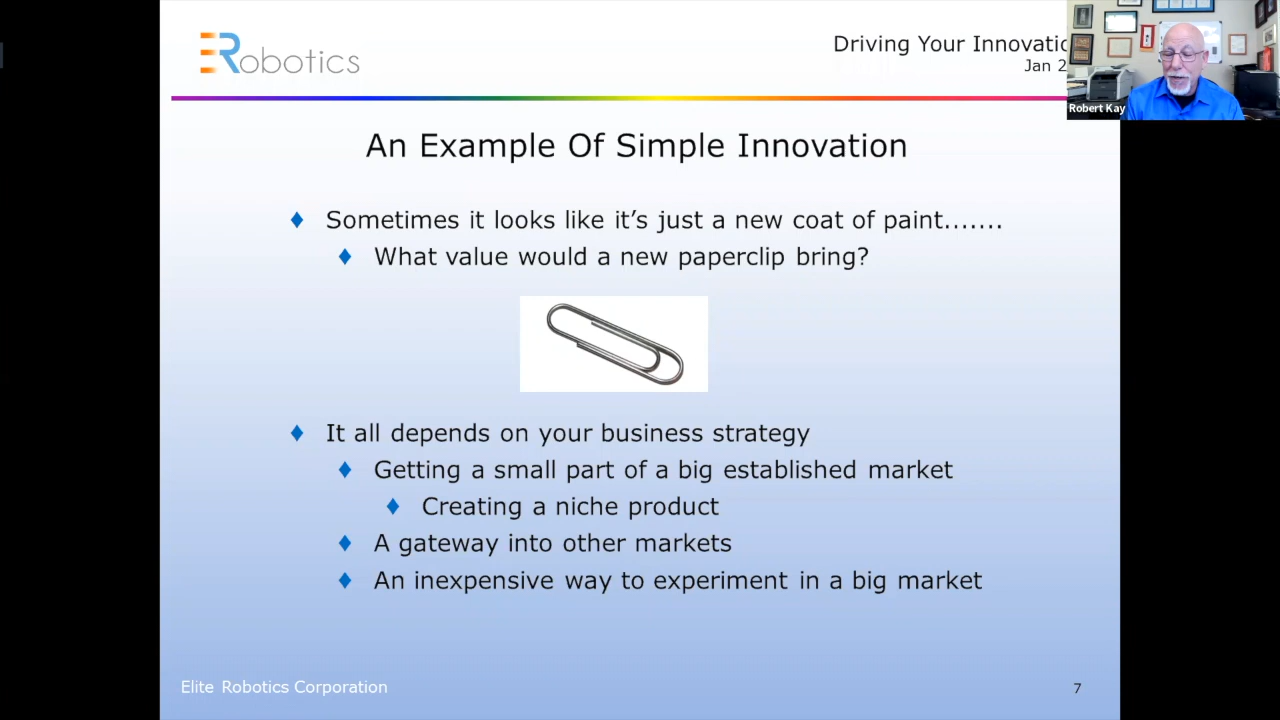 ERobotics
Driving Your Innovatio
Jan 2
Robert Kay
An Example Of Simple Innovation
Sometimes it looks like it's just a new coat of paint.......
What value would a new paperclip bring?
It all depends on your business strategy
Getting a small part of a big established market
Creating a niche product
A gateway into other markets
An inexpensive way to experiment in a big market
Elite Robotics Corporation
7